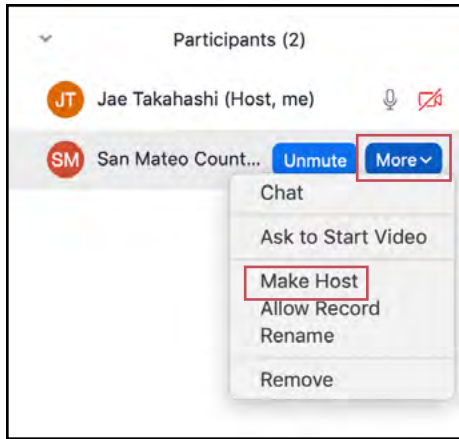 Participants (2)
JT Jae Takahashi (Host, me)
SM San Mateo Count... Unmute More
Chat
Ask to Start Video
Make Host
Allow Record
Rename
Remove